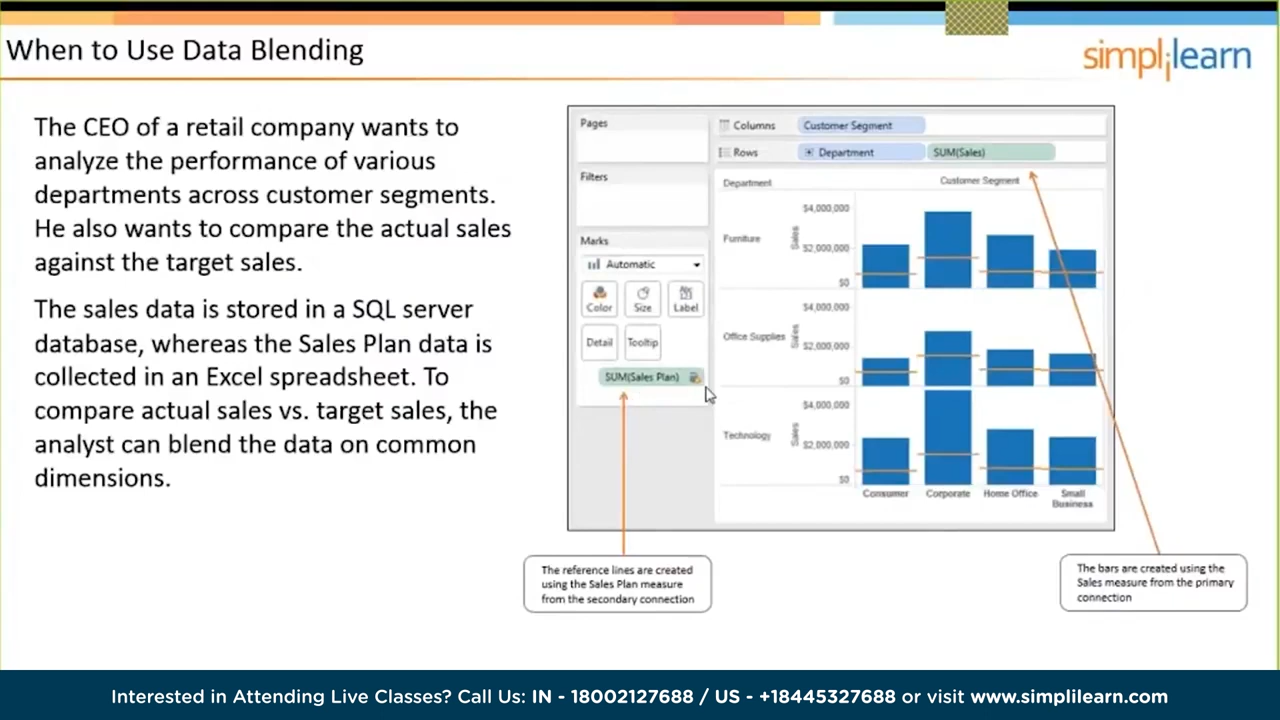 When to Use Data Blending
simplilearn
The CEO of a retail company wants to
analyze the performance of various
departments across customer segments.
He also wants to compare the actual sales
against the target sales.
The sales data is stored in a SQL server
database, whereas the Sales Plan data is
collected in an Excel spreadsheet. To
compare actual sales vs. target sales, the
analyst can blend the data on common
dimensions.
Pages
Filters
Marks
Automatic
Color Size Label
Detail Tooltip
SUM(Sales Plan)
Columns Customer Segment
Rows Department SUM(Sales)
Department Customer Segment
Furniture Sales $4,000,000
$2,000,000
$0
Office Supplies Sales $4,000,000
$2,000,000
$0
Technology Sales $4,000,000
$2,000,000
$0
Consumer Corporate Home Office Small
Business
The reference lines are created
using the Sales Plan measure
from the secondary connection
The bars are created using the
Sales measure from the primary
connection
Interested in Attending Live Classes? Call Us: IN - 18002127688 / US - +18445327688 or visit www.simplilearn.com